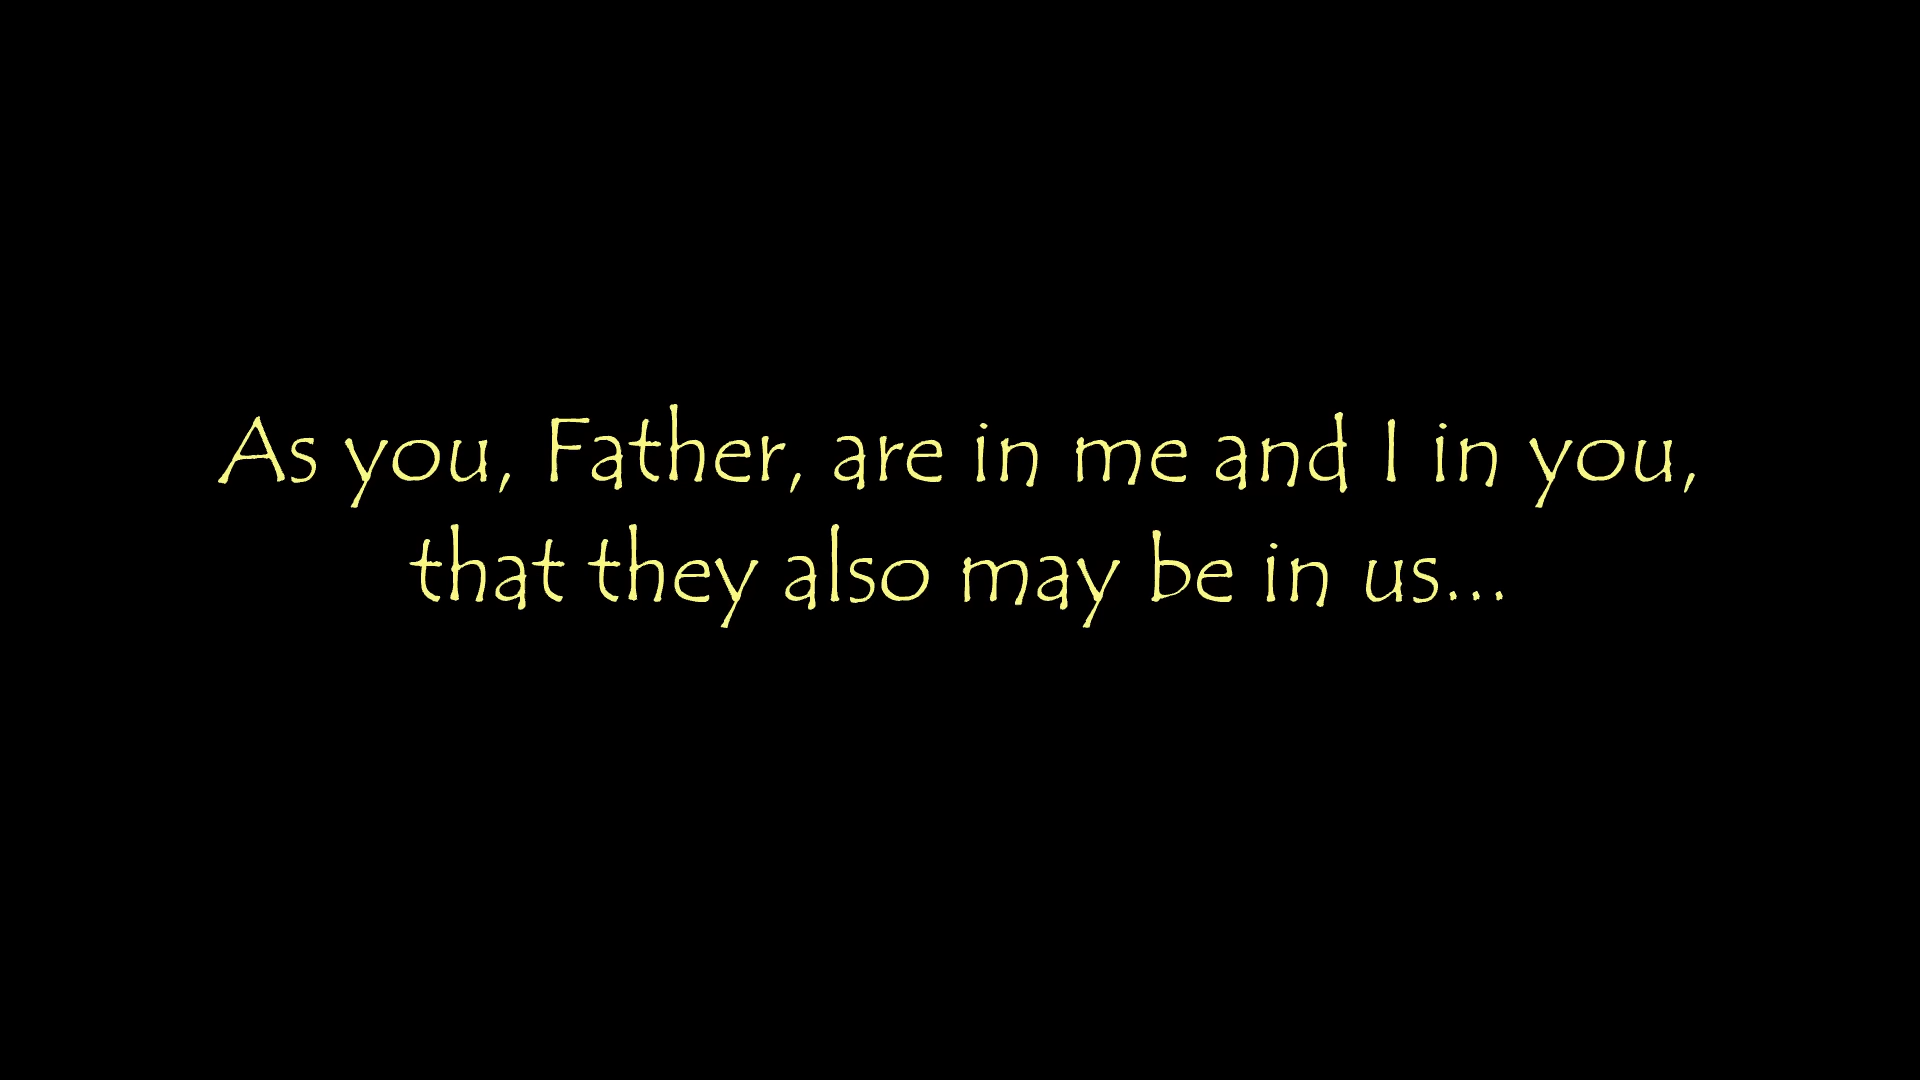 As you, Father, are in me and I in you,
that they also may be in us...